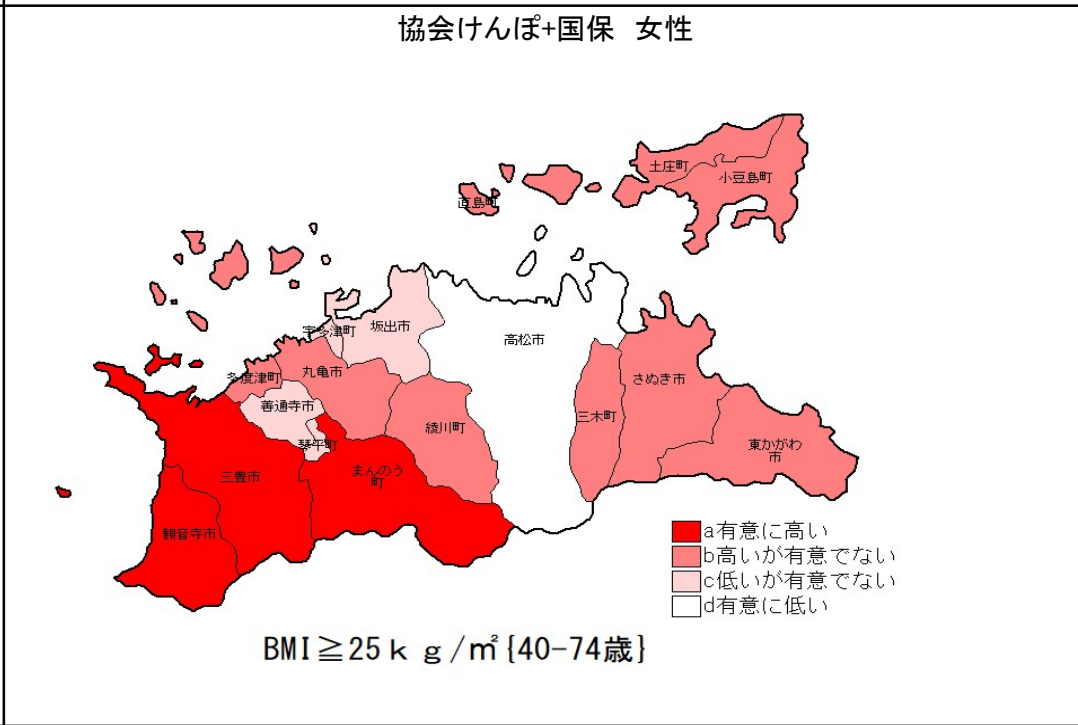 協会けんぽ+国保 女性
土庄町
小豆島町
直島町
宇多津町
坂出市
高松市
多度津町
丸亀市
さぬき市
善通寺市
綾川町
三木町
琴平町
東かがわ
市
三豊市
まんのう
町
観音寺市
a有意に高い
b高いが有意でない
c低いが有意でない
d有意に低い
BMI≧25ｋｇ/㎡{40-74歳}